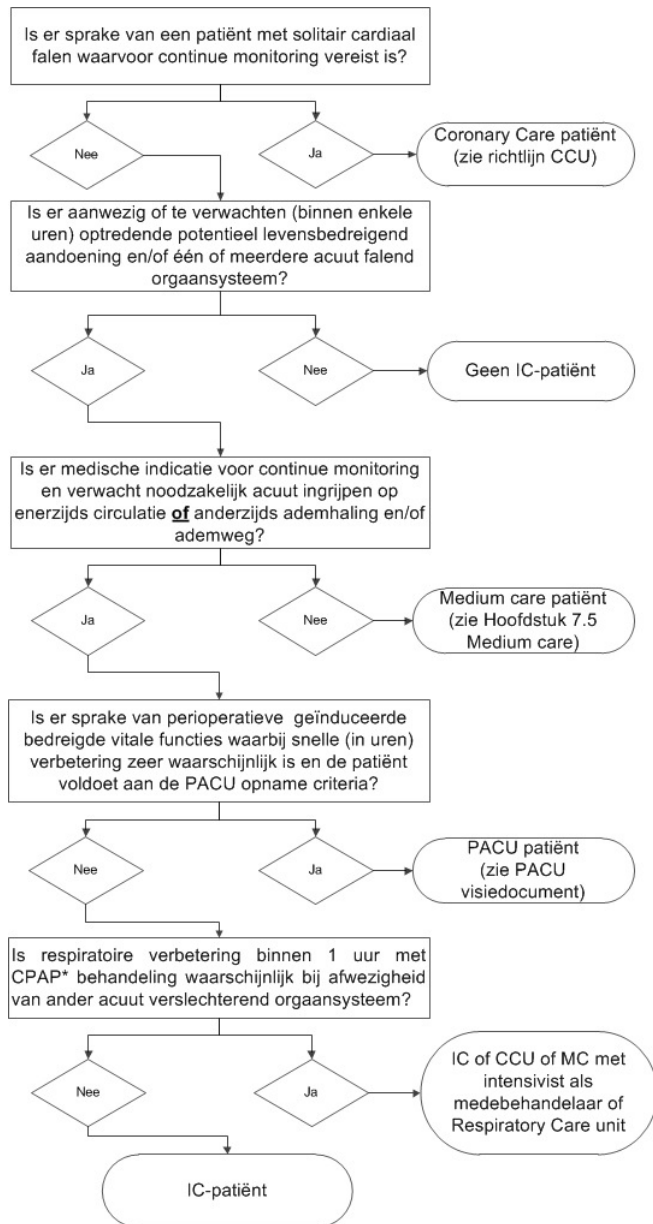 Is er sprake van een patiënt met solitair cardiaal
falen waarvoor continue monitoring vereist is?
Nee
Ja
Coronary Care patiënt
(zie richtlijn CCU)
Is er aanwezig of te verwachten (binnen enkele
uren) optredende potentieel levensbedreigend
aandoening en/of één of meerdere acuut falend
orgaansysteem?
Ja
Nee
Geen IC-patiënt
Is er medische indicatie voor continue monitoring
en verwacht noodzakelijk acuut ingrijpen op
enerzijds circulatie of anderzijds ademhaling en/of
ademweg?
Ja
Nee
Medium care patiënt
(zie Hoofdstuk 7.5
Medium care)
Is er sprake van perioperatieve geïnduceerde
bedreigde vitale functies waarbij snelle (in uren)
verbetering zeer waarschijnlijk is en de patiënt
voldoet aan de PACU opname criteria?
Nee
Ja
PACU patiënt
(zie PACU
visiedocument)
Is respiratoire verbetering binnen 1 uur met
CPAP* behandeling waarschijnlijk bij afwezigheid
van ander acuut verslechterend orgaansysteem?
Nee
Ja
IC of CCU of MC met
intensivist als
medebehandelaar of
Respiratory Care unit
IC-patiënt